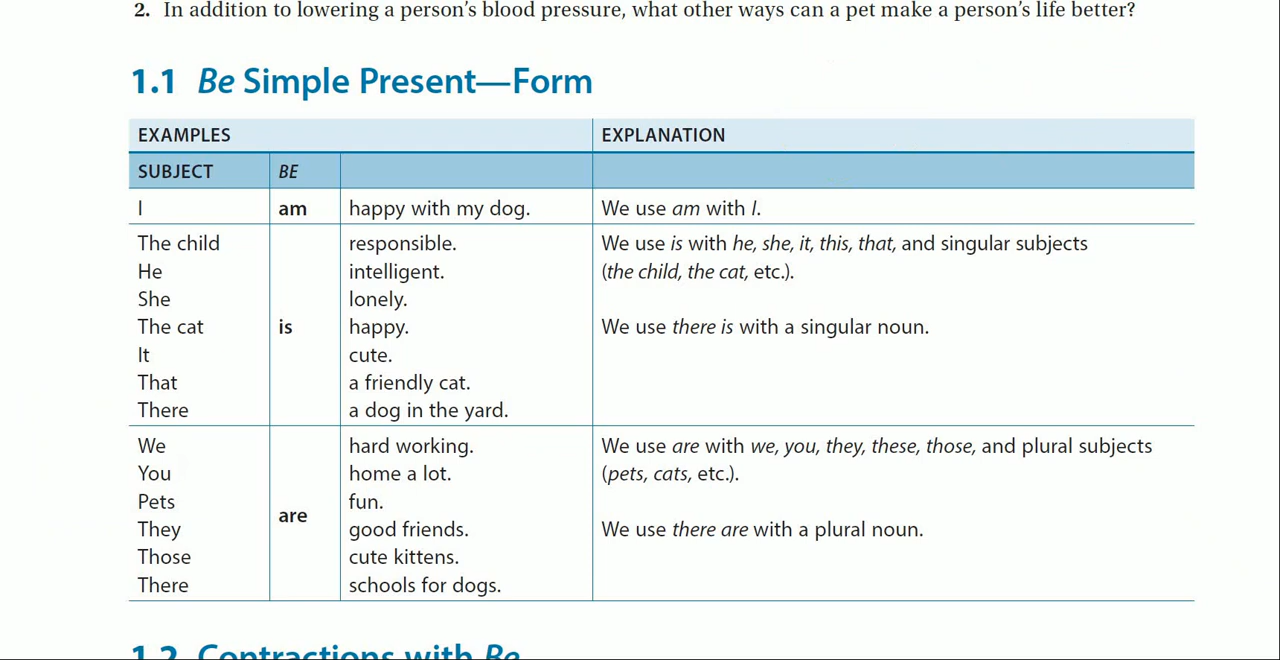 2. In addition to lowering a person's blood pressure, what other ways can a pet make a person's life better?
1.1 Be Simple Present—Form
EXAMPLES EXPLANATION
SUBJECT BE
I am happy with my dog. We use am with I.
The child responsible. We use is with he, she, it, this, that, and singular subjects
He intelligent. (the child, the cat, etc.).
She lonely.
The cat is happy. We use there is with a singular noun.
It cute.
That a friendly cat.
There a dog in the yard.
We hard working. We use are with we, you, they, these, those, and plural subjects
You home a lot. (pets, cats, etc.).
Pets fun.
are
They good friends. We use there are with a plural noun.
Those cute kittens.
There schools for dogs.
1.2 Contractions with Be